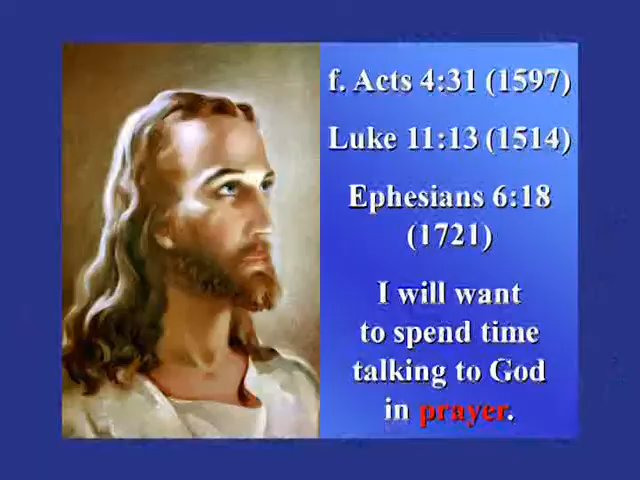 f. Acts 4:31 (1597)
Luke 11:13 (1514)
Ephesians 6:18
(1721)
I will want
to spend time
talking to God
in prayer.